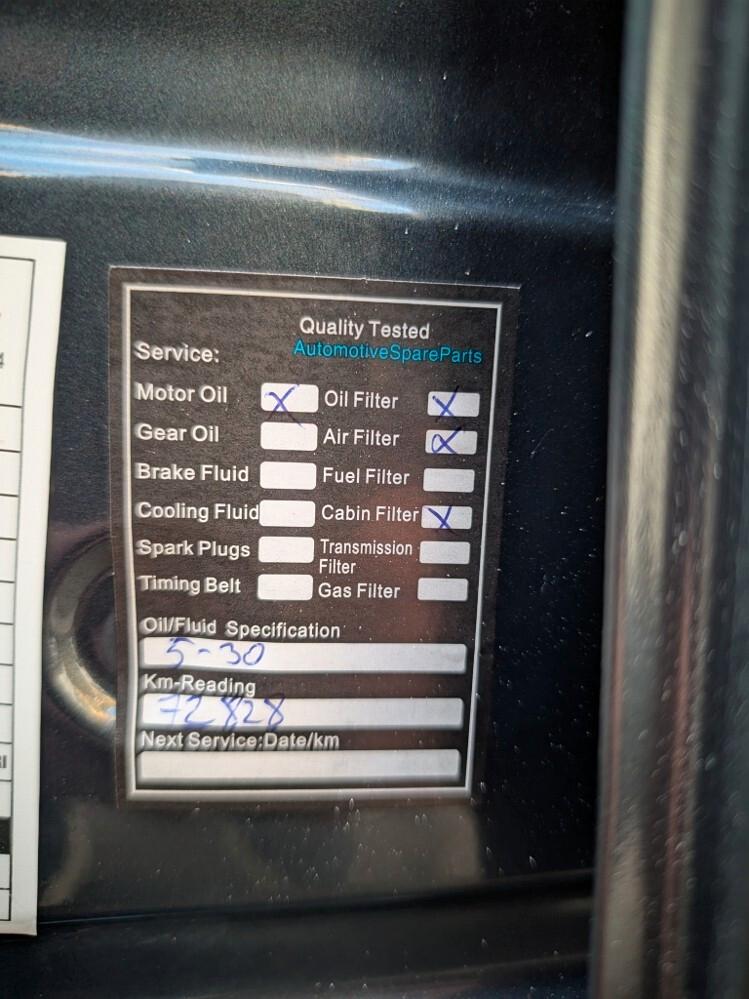 Quality Tested
Service: AutomotiveSpareParts
Motor Oil X Oil Filter X
Gear Oil Air Filter X
Brake Fluid Fuel Filter
Cooling Fluid Cabin Filter X
Spark Plugs Transmission
Filter
Timing Belt Gas Filter
Oil/Fluid Specification
5-30
Km-Reading
72828
Next Service:Date/km